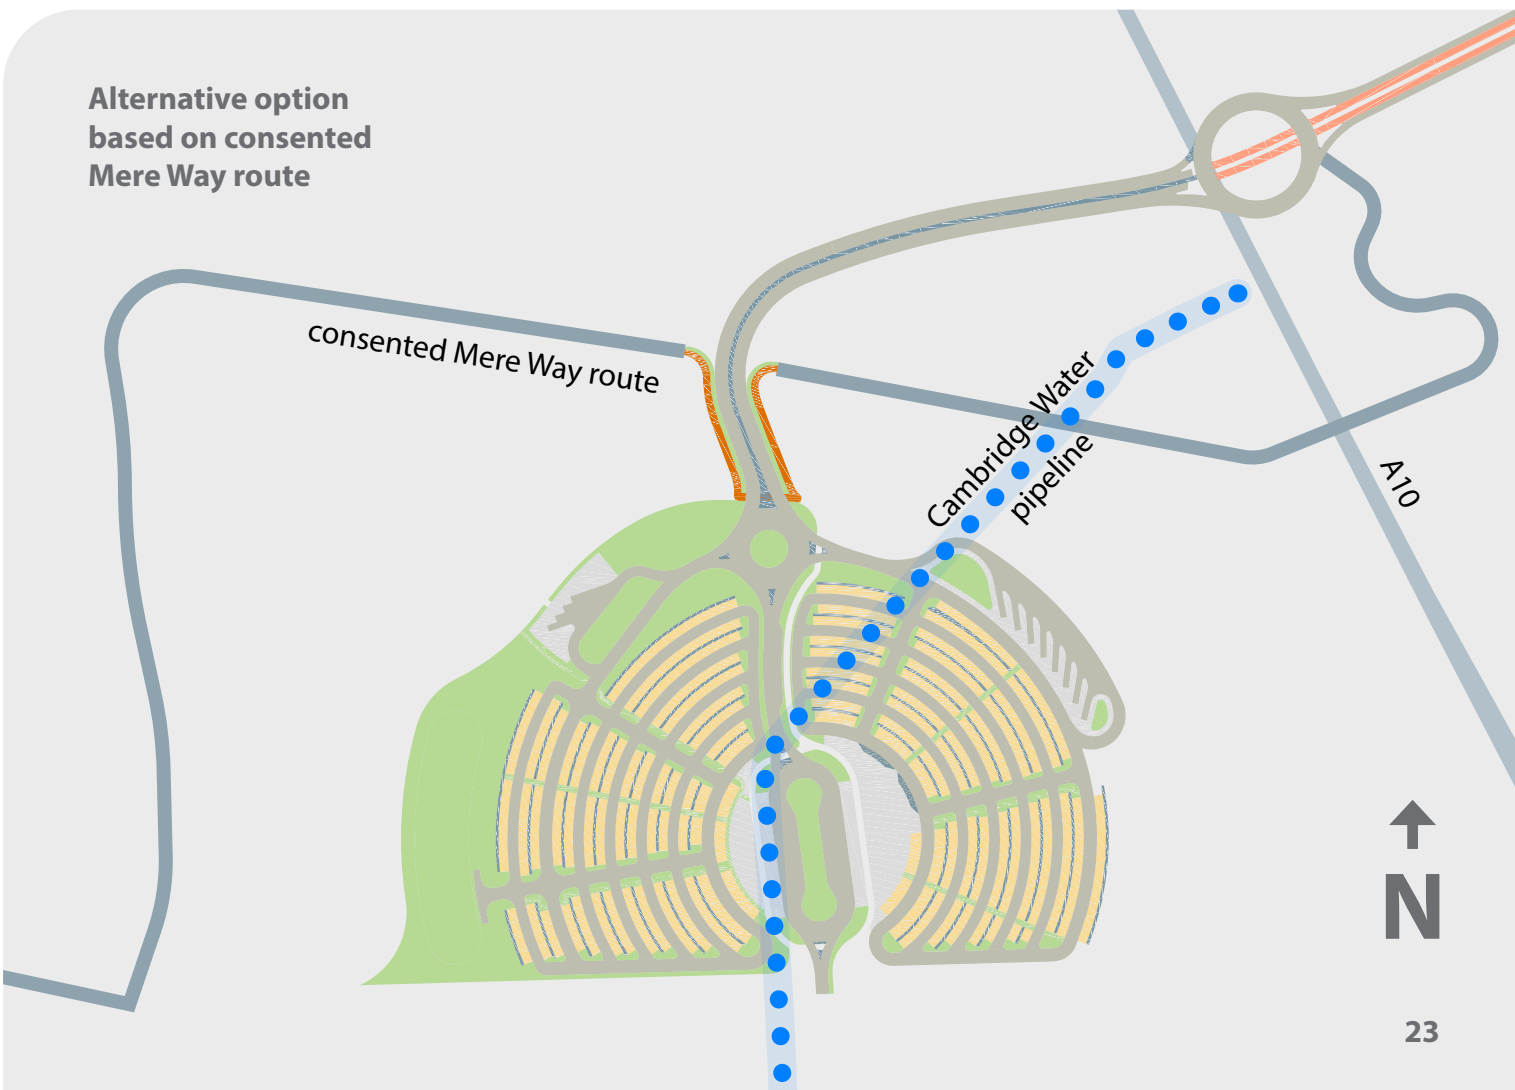 Alternative option
based on consented
Mere Way route
consented Mere Way route
Cambridge Water
pipeline
A10
N
23